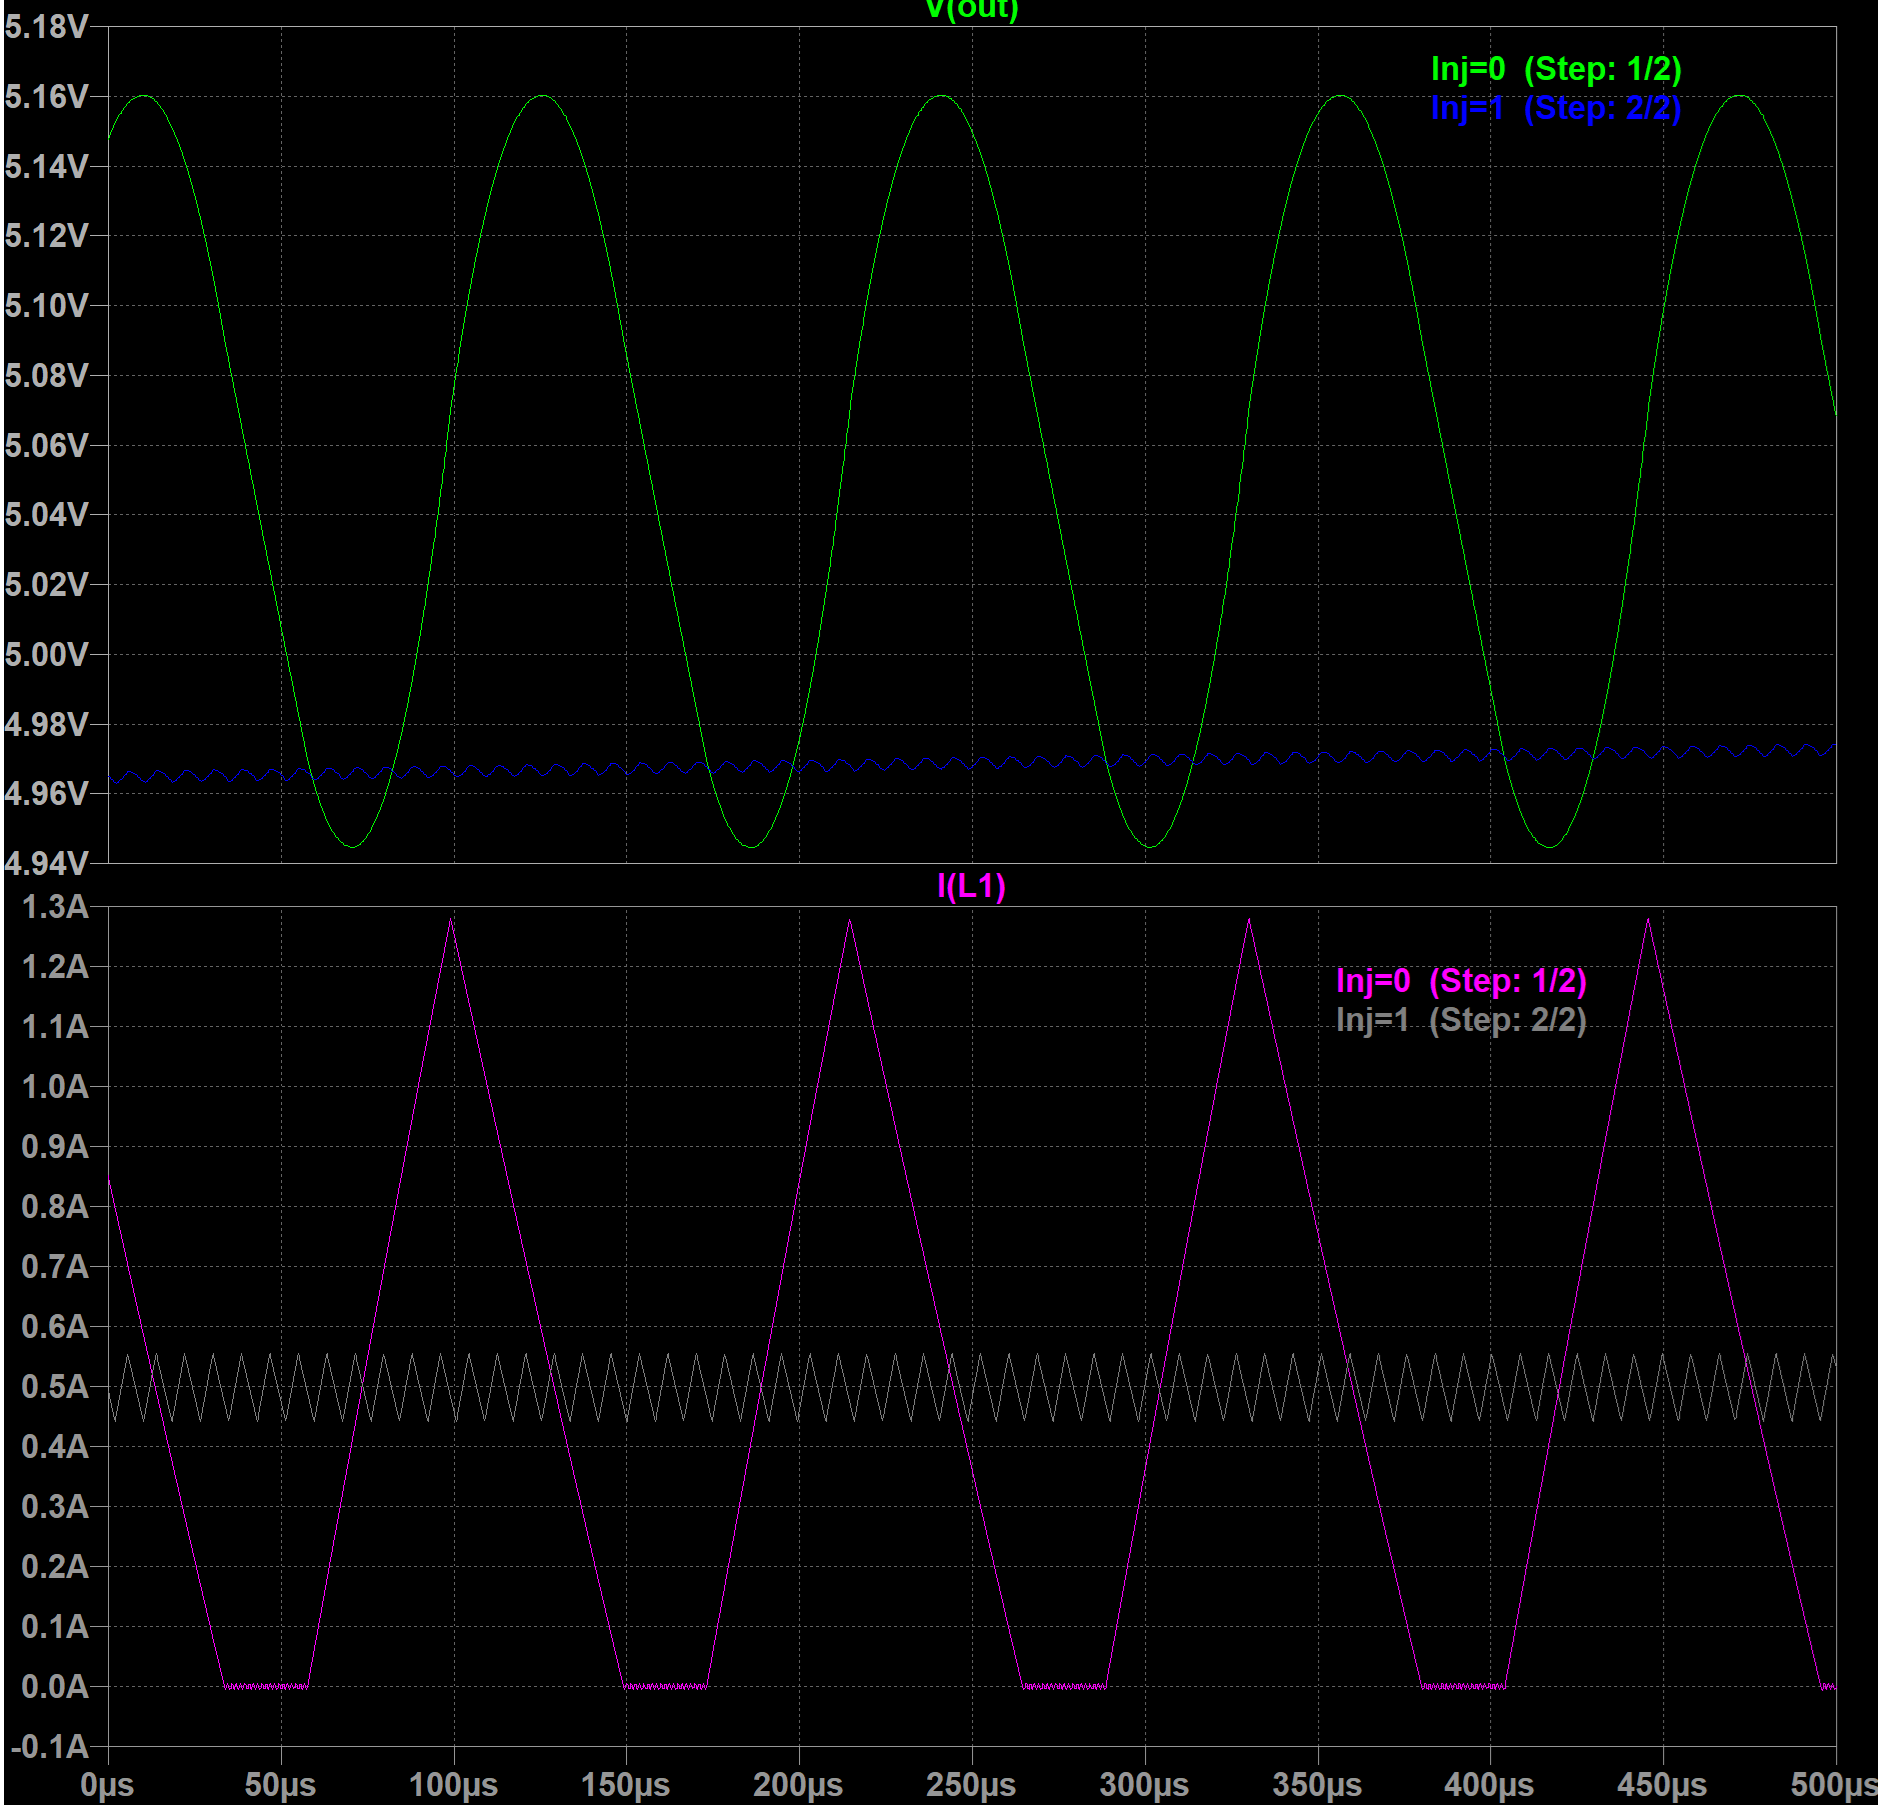 V(out)
5.18V
5.16V
5.14V
5.12V
5.10V
5.08V
5.06V
5.04V
5.02V
5.00V
4.98V
4.96V
4.94V
Inj=0 (Step: 1/2)
Inj=1 (Step: 2/2)
I(L1)
1.3A
1.2A
1.1A
1.0A
0.9A
0.8A
0.7A
0.6A
0.5A
0.4A
0.3A
0.2A
0.1A
0.0A
-0.1A
Inj=0 (Step: 1/2)
Inj=1 (Step: 2/2)
0µs 50µs 100µs 150µs 200µs 250µs 300µs 350µs 400µs 450µs 500µs